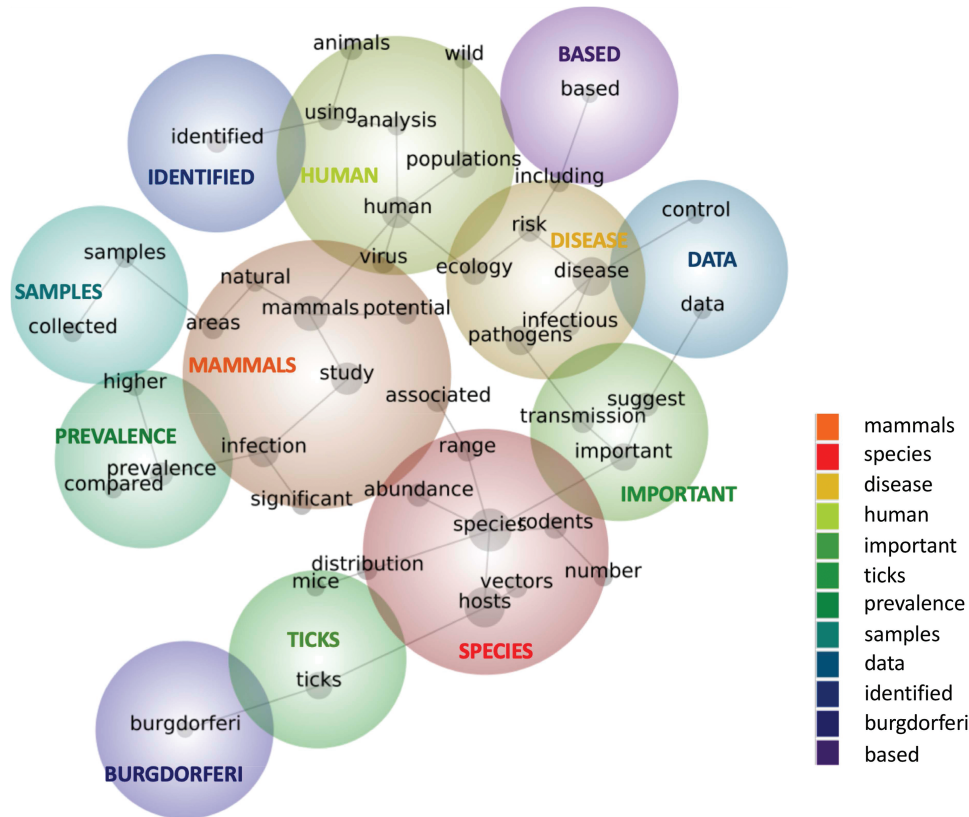 animals
wild
BASED
based
using
analysis
identified
IDENTIFIED
HUMAN
populations
including
human
control
risk
DISEASE
samples
virus
ecology
disease
DATA
natural
SAMPLES
mammals
potential
data
collected
areas
infectious
pathogens
MAMMALS
study
higher
associated
suggest
transmission
PREVALENCE
infection
range
important
prevalence
compared
abundance
IMPORTANT
significant
species
rodents
distribution
mice
vectors
number
hosts
TICKS
SPECIES
ticks
burgdorferi
BURGDORFERI
mammals
species
disease
human
important
ticks
prevalence
samples
data
identified
burgdorferi
based